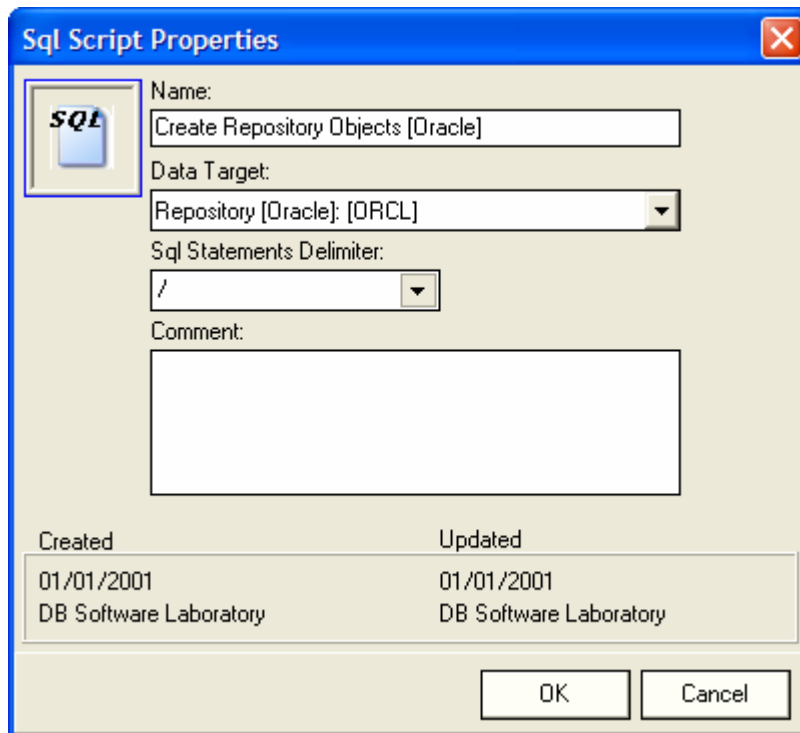 Sql Script Properties
SQL
Name:
Create Repository Objects [Oracle]
Data Target:
Repository [Oracle]: [ORCL]
Sql Statements Delimiter:
/
Comment:
Created
Updated
01/01/2001
01/01/2001
DB Software Laboratory
DB Software Laboratory
OK
Cancel